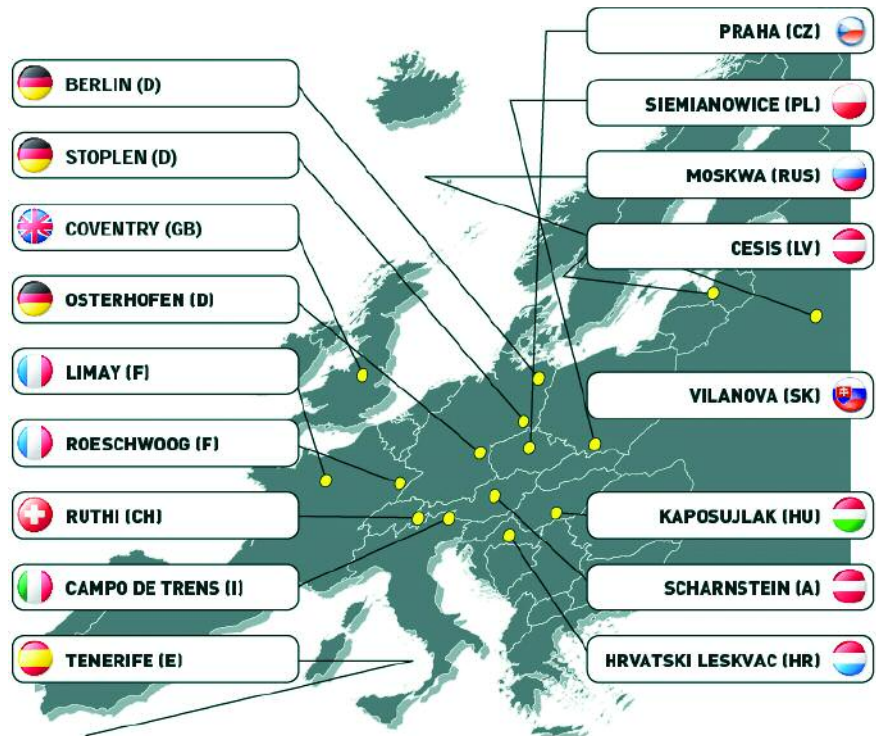 BERLIN (D)
STOPLEN (D)
COVENTRY (GB)
OSTERHOFEN (D)
LIMAY (F)
ROESCHWOOG (F)
RUTHI (CH)
CAMPO DE TRENS (I)
TENERIFE (E)
PRAHA (CZ)
SIEMIANOWICE (PL)
MOSKWA (RUS)
CESIS (LV)
VILANOVA (SK)
KAPOSUJLAK (HU)
SCHARNSTEIN (A)
HRVATSKI LESKVAC (HR)